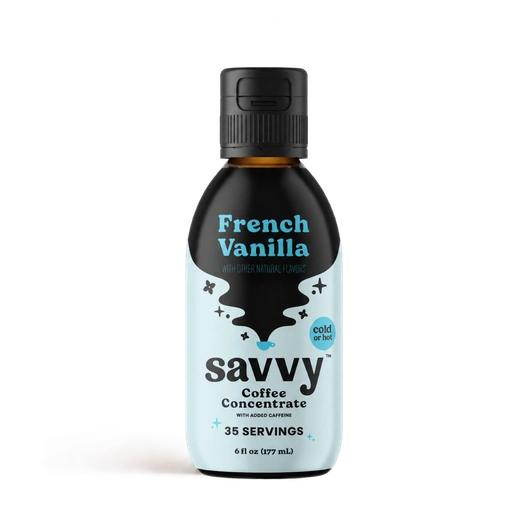 French
Vanilla
WITH OTHER NATURAL FLAVORS
cold
or hot
savvy™
Coffee
Concentrate
WITH ADDED CAFFEINE
35 SERVINGS
6 fl oz (177 mL)